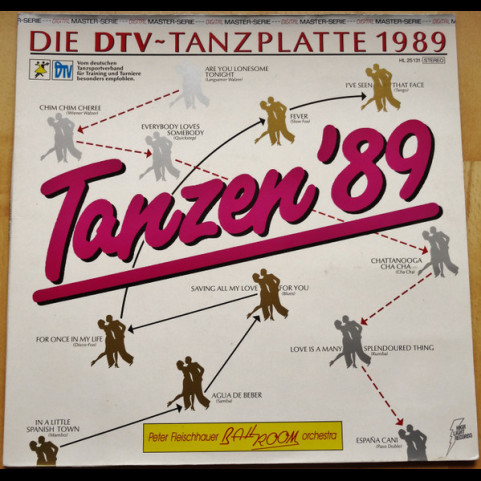 DIGITAL MASTER-SERIE
DIE DTV-TANZPLATTE 1989
HL 25 131 STEREO
DTV
Vom deutschen
Tanzsportverband
für Training und Turniere
besonders empfohlen.
ARE YOU LONESOME
TONIGHT
(Langsamer Walzer)
I'VE SEEN THAT FACE
(Tango)
CHIM CHIM CHEREE
(Wiener Walzer)
FEVER
(Slow-Fox)
EVERYBODY LOVES
SOMEBODY
(Quickstep)
Tanzen '89
CHATTANOOGA
CHA CHA
(Cha Cha)
SAVING ALL MY LOVE FOR YOU
(Blues)
FOR ONCE IN MY LIFE
(Disco-Fox)
LOVE IS A MANY SPLENDOURED THING
(Rumba)
AGUA DE BEBER
(Samba)
IN A LITTLE
SPANISH TOWN
(Mambo)
Peter Fleischhauer BALLROOM orchestra
ESPAÑA CANI
(Paso Doble)